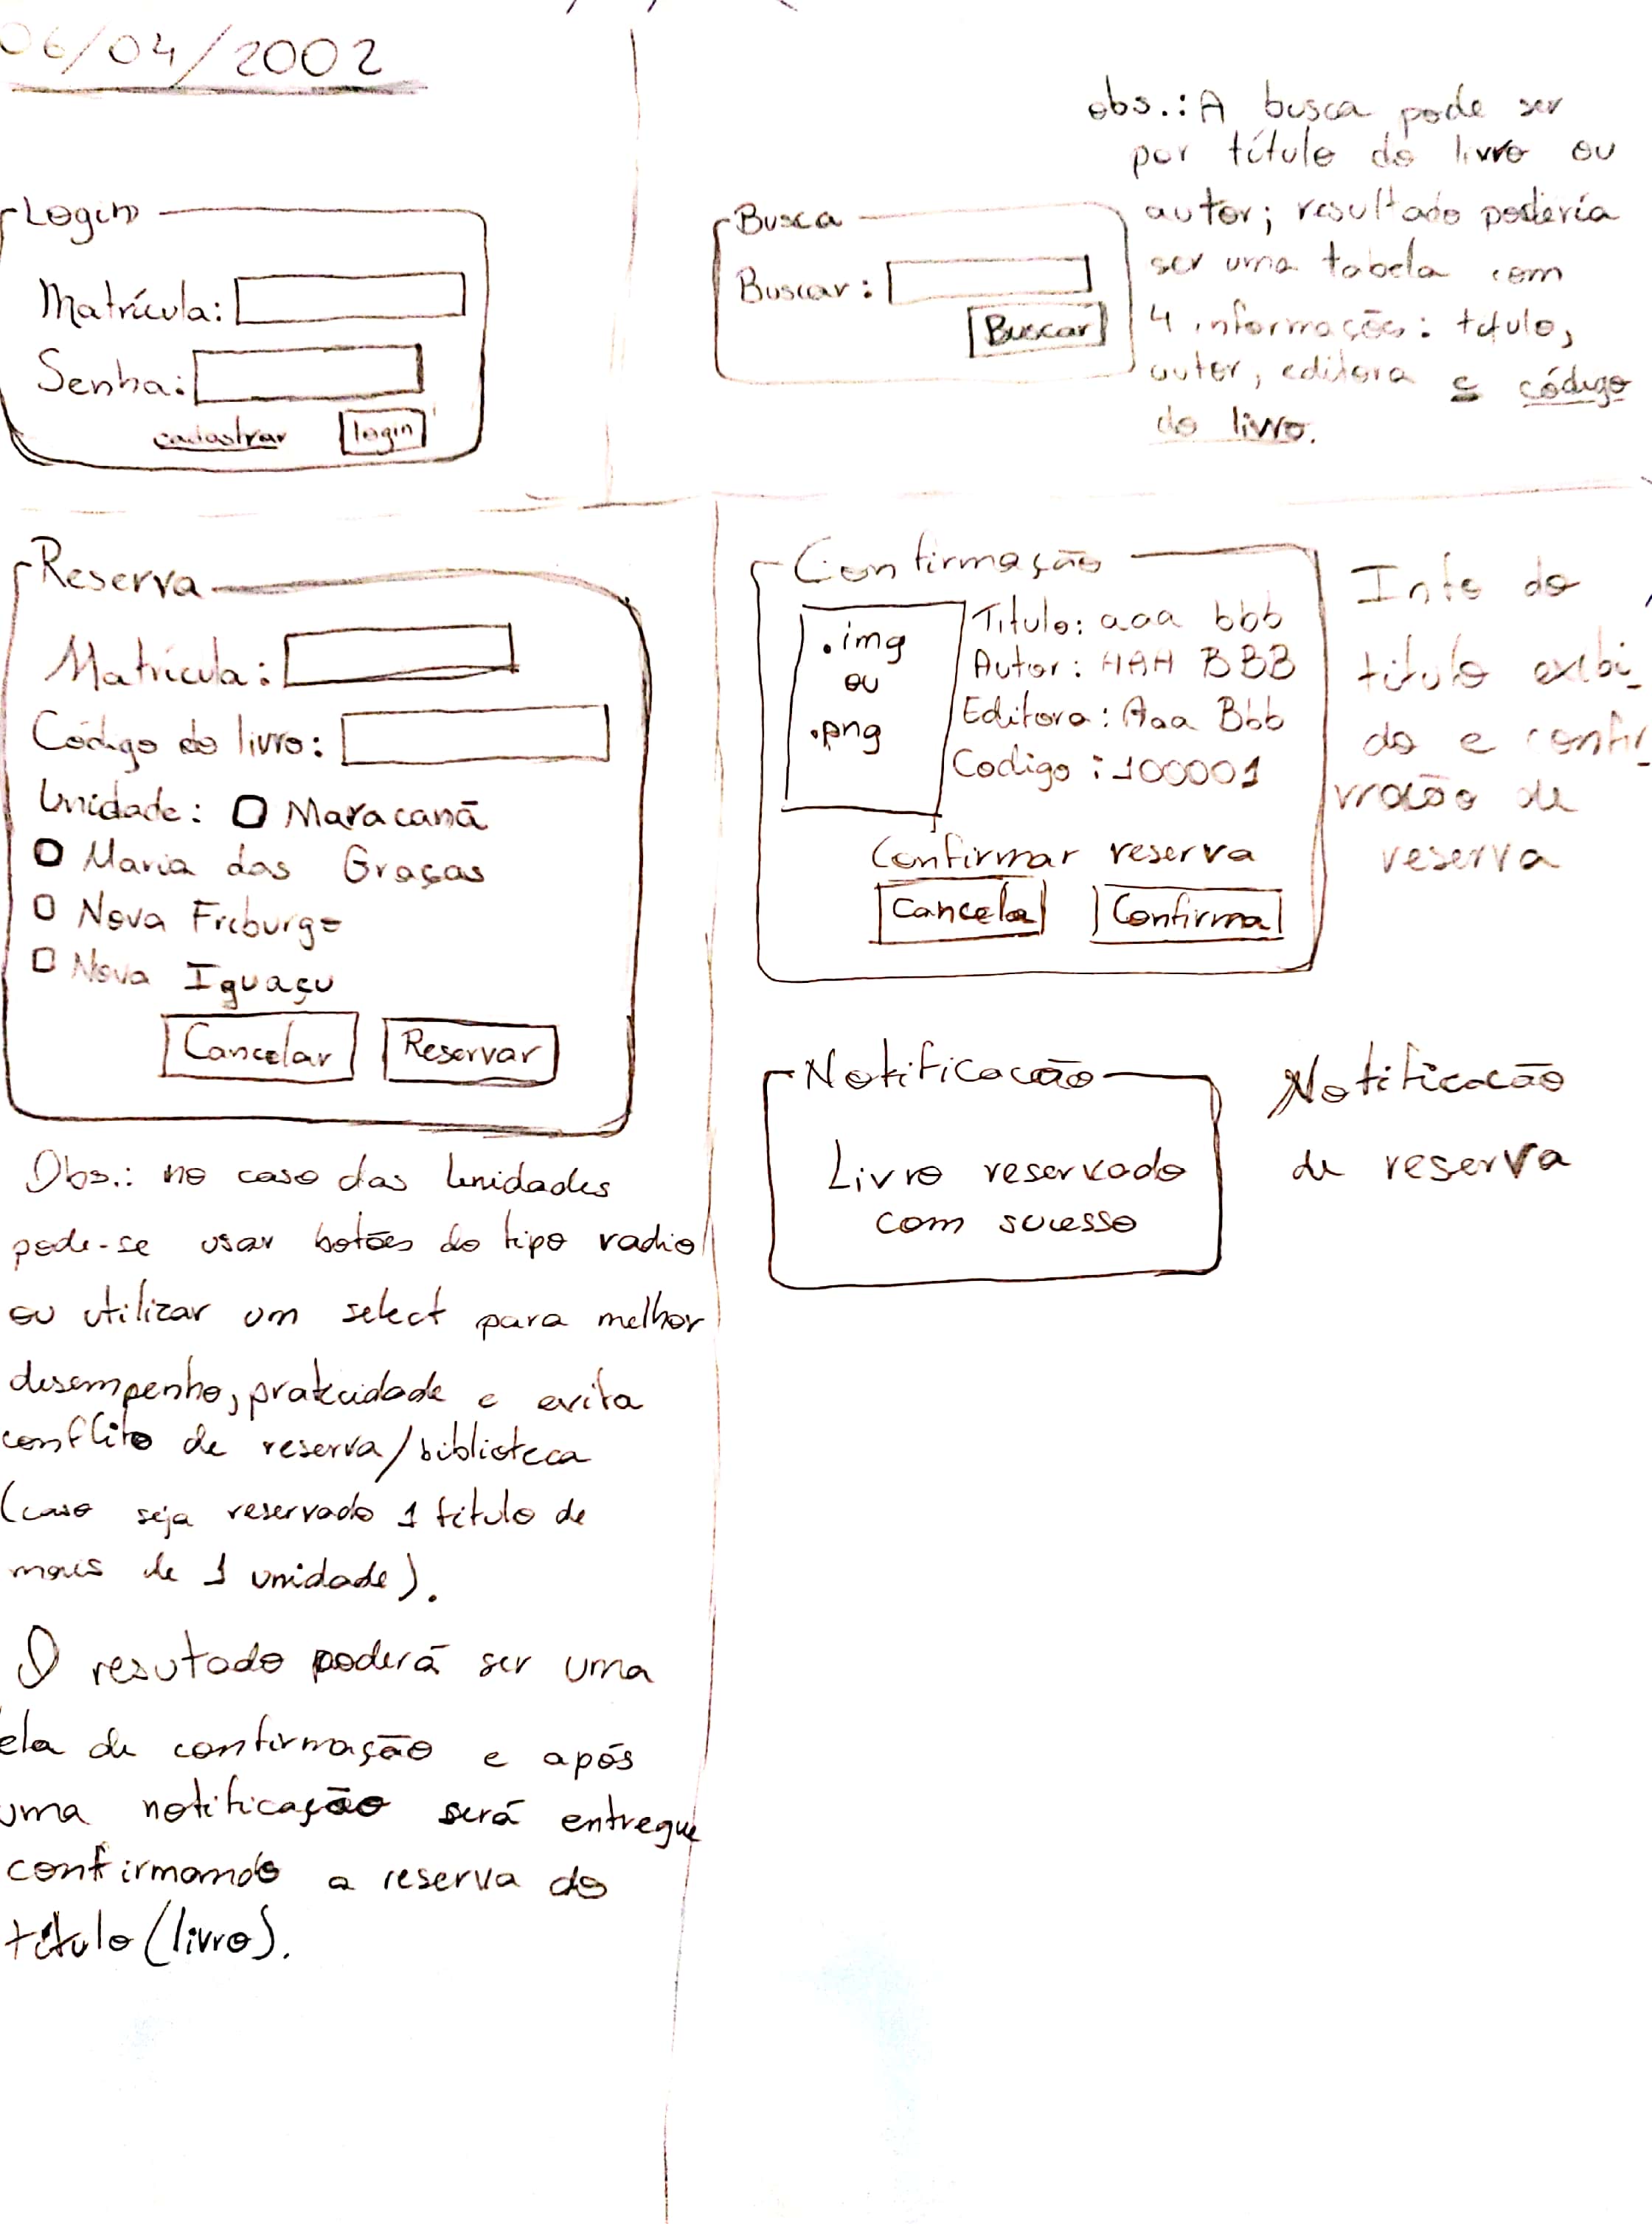 06/04/2002
Login
Matrícula:
Senha:
cadastrar login
obs.: A busca pode ser
por título do livro ou
autor; resultado poderia
ser uma tabela com
4 informações: título,
autor, editora e código
do livro.
Busca
Buscar:
Buscar
Reserva
Matrícula:
Código do livro:
Unidade: Maracanã
Maria das Graças
Nova Friburgo
Nova Iguaçu
Cancelar Reservar
Obs.: no caso das Unidades
pode-se usar botões do tipo radio
ou utilizar um select para melhor
desempenho, praticidade e evita
conflito de reserva/biblioteca
(caso seja reservado 1 título de
mais de 1 unidade).
O resutado poderá ser uma
ela de confirmação e após
uma notificação será entregue
confirmando a reserva do
título (livro).
Confirmação
.img
ou
.png
Título: aaa bbb
Autor: AAA BBB
Editora: Aaa Bbb
Codigo: 100001
Confirmar reserva
Cancela Confirma
Info do
título exibi-
do e confir-
mação de
reserva
Notificacão
Livro reservado
com sucesso
Notificacão
de reserva